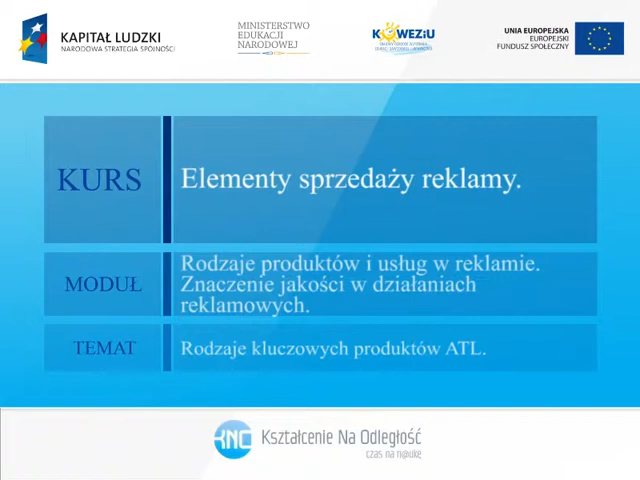 KAPITAŁ LUDZKI
NARODOWA STRATEGIA SPÓJNOŚCI
MINISTERSTWO
EDUKACJI
NARODOWEJ
KOWEZiU
UNIA EUROPEJSKA
EUROPEJSKI
FUNDUSZ SPOŁECZNY
KURS
Elementy sprzedaży reklamy.
MODUŁ
Rodzaje produktów i usług w reklamie.
Znaczenie jakości w działaniach
reklamowych.
TEMAT
Rodzaje kluczowych produktów ATL.
KNO Kształcenie Na Odległość
czas na n@ukę